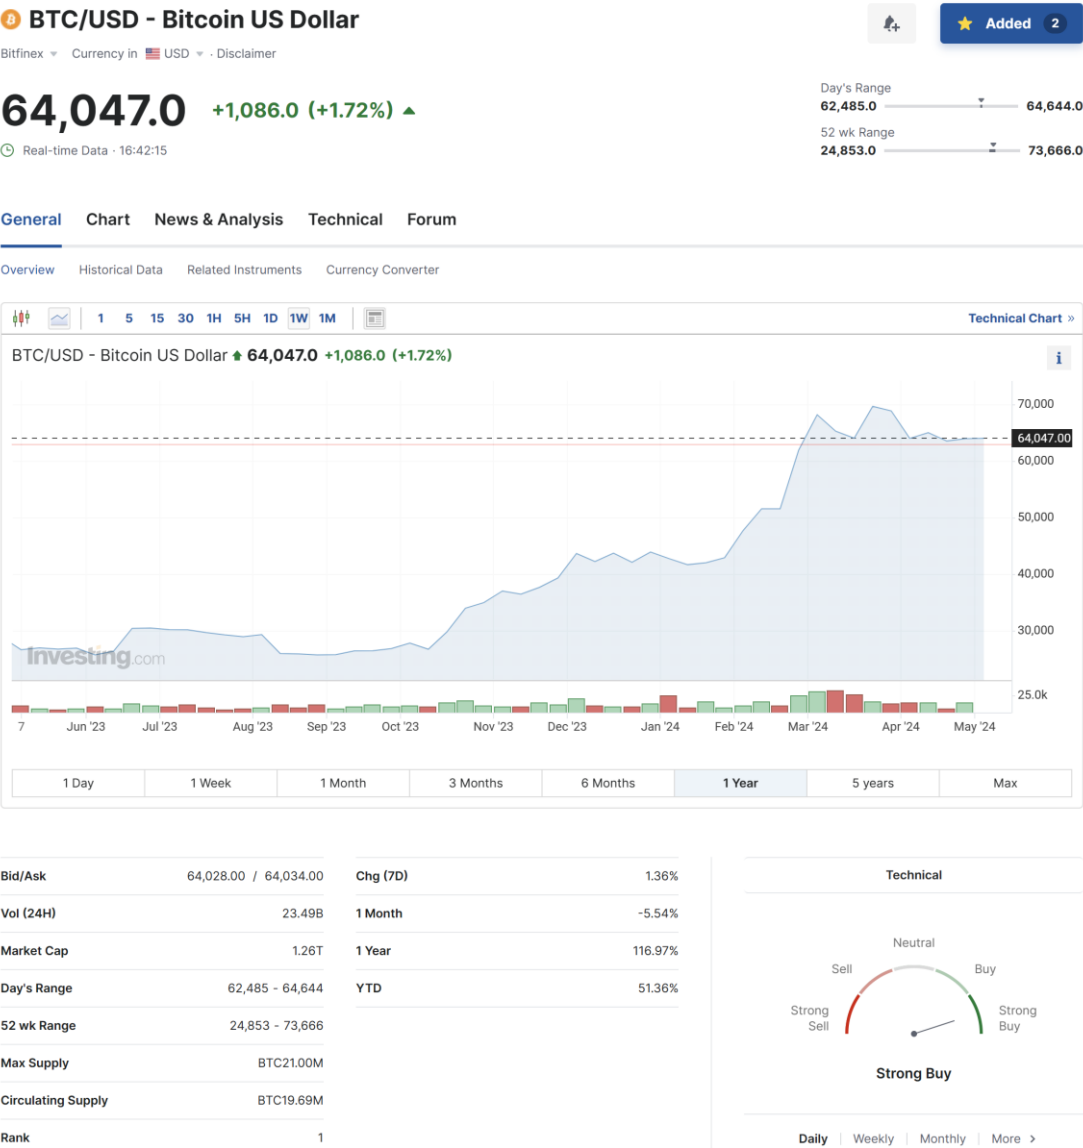 BTC/USD - Bitcoin US Dollar
Added 2
Bitfinex Currency in USD · Disclaimer
64,047.0 +1,086.0 (+1.72%)
Real-time Data · 16:42:15
Day's Range
62,485.0 64,644.0
52 wk Range
24,853.0 73,666.0
General Chart News & Analysis Technical Forum
Overview Historical Data Related Instruments Currency Converter
1 5 15 30 1H 5H 1D 1W 1M Technical Chart »
BTC/USD - Bitcoin US Dollar 64,047.0 +1,086.0 (+1.72%)
i
70,000
64,047.00
60,000
50,000
40,000
30,000
Investing.com
25.0k
7 Jun '23 Jul '23 Aug '23 Sep '23 Oct '23 Nov '23 Dec '23 Jan '24 Feb '24 Mar '24 Apr '24 May '24
1 Day 1 Week 1 Month 3 Months 6 Months 1 Year 5 years Max
Bid/Ask 64,028.00 / 64,034.00
Vol (24H) 23.49B
Market Cap 1.26T
Day's Range 62,485 - 64,644
52 wk Range 24,853 - 73,666
Max Supply BTC21.00M
Circulating Supply BTC19.69M
Rank 1
Chg (7D) 1.36%
1 Month -5.54%
1 Year 116.97%
YTD 51.36%
Technical
Neutral
Sell Buy
Strong Sell
Strong Buy
Strong Buy
Daily Weekly Monthly More >